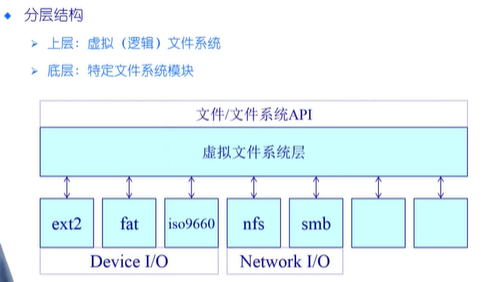 分层结构
上层：虚拟（逻辑）文件系统
底层：特定文件系统模块
文件/文件系统API
虚拟文件系统层
ext2 fat iso9660 nfs smb
Device I/O Network I/O